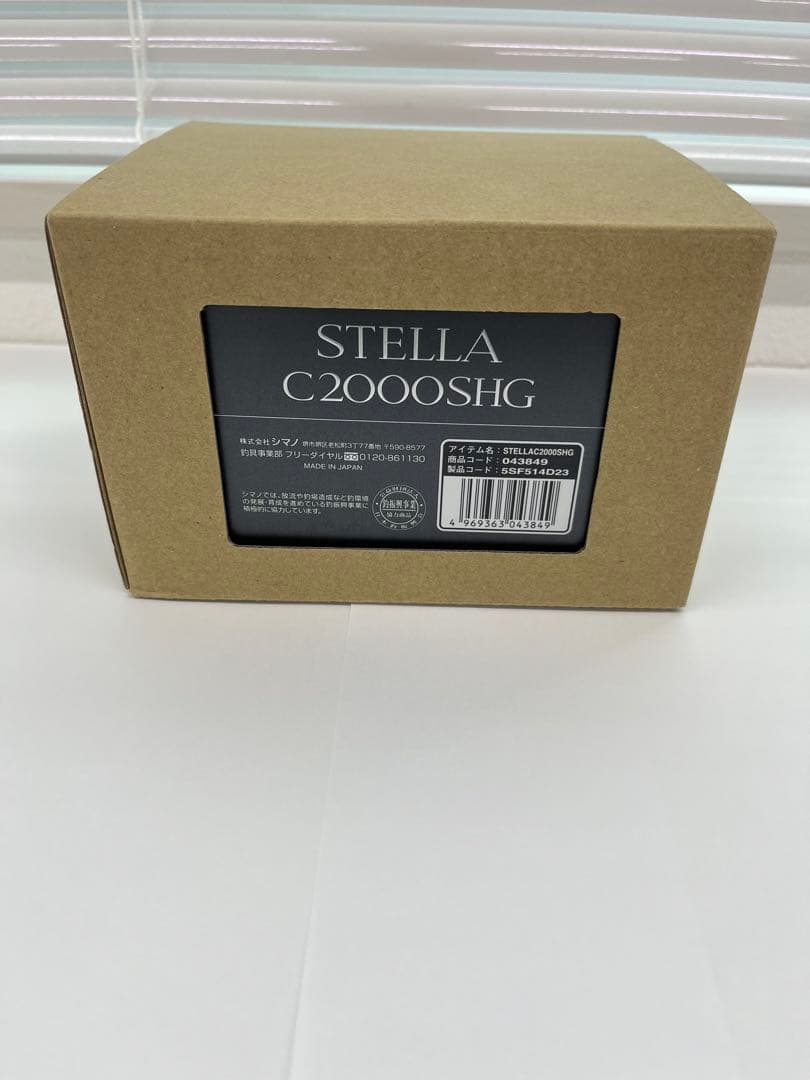 STELLA
C2000SHG
株式会社シマノ 堺市堺区老松町3丁77番地 〒590-8577
釣具事業部 フリーダイヤル 0120-861130
MADE IN JAPAN
シマノでは、放流や釣場造成など釣環境
の発展・育成を進めている釣振興事業に
積極的に協力しています。
釣振興事業
協力商品
アイテム名：STELLAC2000SHG
商品コード：043849
製品コード：5SF514D23
4 969363 043849